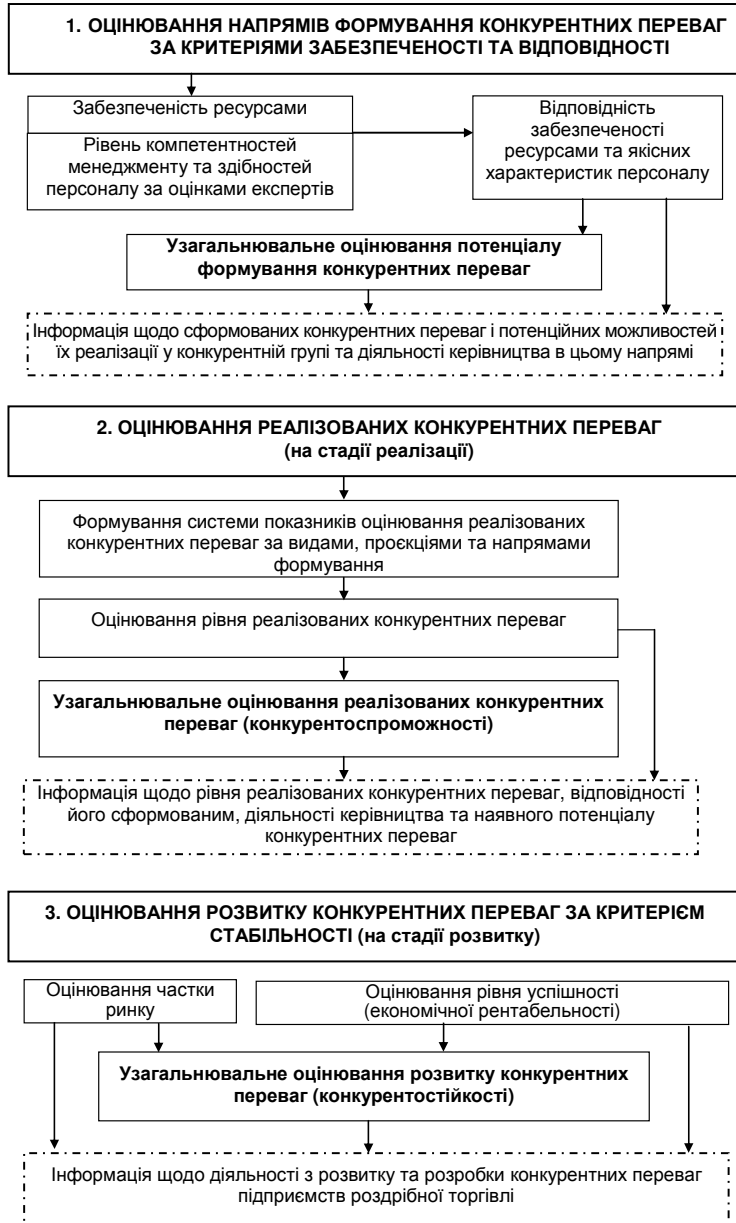 1. ОЦІНЮВАННЯ НАПРЯМІВ ФОРМУВАННЯ КОНКУРЕНТНИХ ПЕРЕВАГ
ЗА КРИТЕРІЯМИ ЗАБЕЗПЕЧЕНОСТІ ТА ВІДПОВІДНОСТІ
Забезпеченість ресурсами
Рівень компетентностей
менеджменту та здібностей
персоналу за оцінками експертів
Відповідність
забезпеченості
ресурсами та якісних
характеристик персоналу
Узагальнювальне оцінювання потенціалу
формування конкурентних переваг
Інформація щодо сформованих конкурентних переваг і потенційних можливостей
їх реалізації у конкурентній групі та діяльності керівництва в цьому напрямі
2. ОЦІНЮВАННЯ РЕАЛІЗОВАНИХ КОНКУРЕНТНИХ ПЕРЕВАГ
(на стадії реалізації)
Формування системи показників оцінювання реалізованих
конкурентних переваг за видами, проєкціями та напрямами
формування
Оцінювання рівня реалізованих конкурентних переваг
Узагальнювальне оцінювання реалізованих конкурентних
переваг (конкурентоспроможності)
Інформація щодо рівня реалізованих конкурентних переваг, відповідності
його сформованим, діяльності керівництва та наявного потенціалу
конкурентних переваг
3. ОЦІНЮВАННЯ РОЗВИТКУ КОНКУРЕНТНИХ ПЕРЕВАГ ЗА КРИТЕРІЄМ
СТАБІЛЬНОСТІ (на стадії розвитку)
Оцінювання частки
ринку
Оцінювання рівня успішності
(економічної рентабельності)
Узагальнювальне оцінювання розвитку конкурентних
переваг (конкурентостійкості)
Інформація щодо діяльності з розвитку та розробки конкурентних переваг
підприємств роздрібної торгівлі